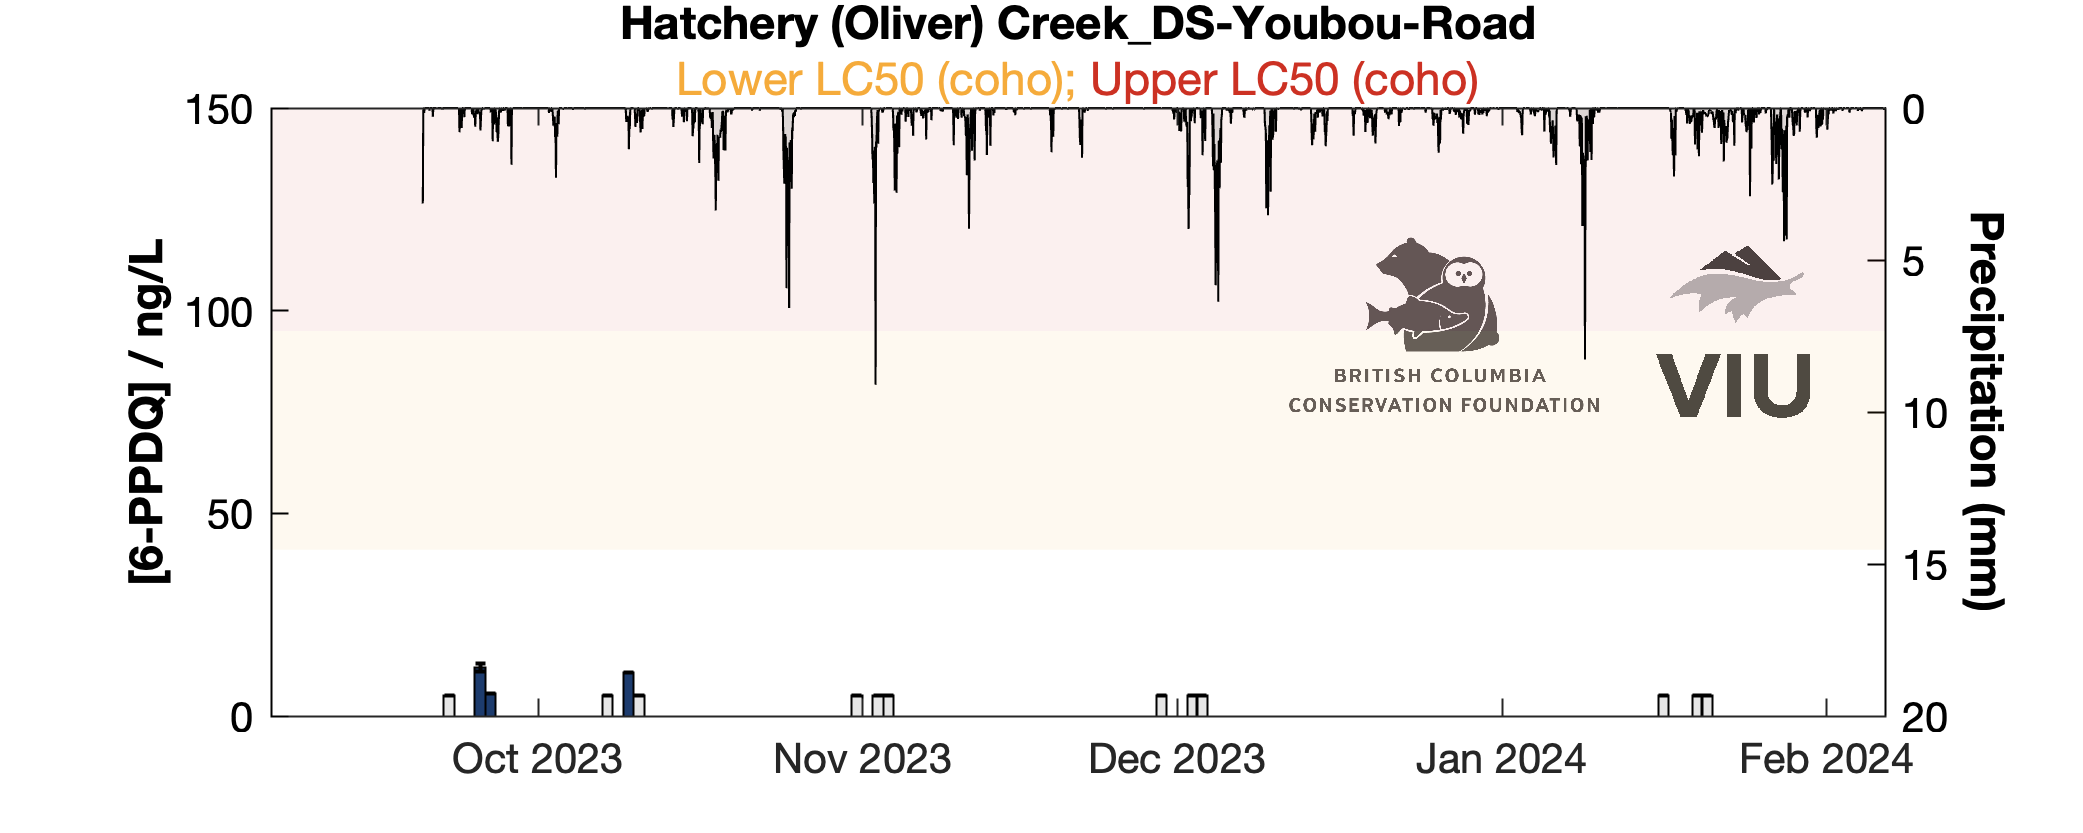 Hatchery (Oliver) Creek_DS-Youbou-Road
Lower LC50 (coho); Upper LC50 (coho)
150
100
50
0
[6-PPDQ] / ng/L
0
5
10
15
20
Precipitation (mm)
BRITISH COLUMBIA
CONSERVATION FOUNDATION
VIU
Oct 2023
Nov 2023
Dec 2023
Jan 2024
Feb 2024